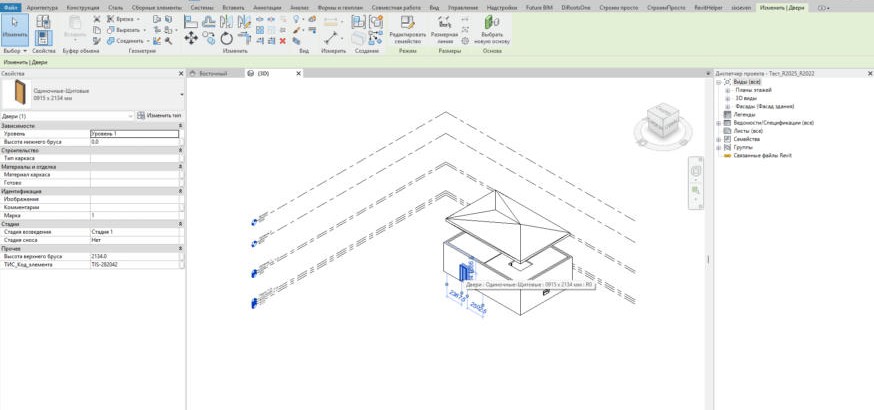 Файл Архитектура Конструкция Сталь Сборные элементы Системы Вставить Аннотации Анализ Формы и генплан Совместная работа Вид Управление Надстройки Future BIM DiRootsOne Строим просто СтроимПросто RevitHelper sixseven Изменить | Двери
Изменить
Вставить
Врезка
Вырезать
Соединить
Редактировать семейство
Размерная линия
Выбрать новую основу
Выбор Свойства Буфер обмена Геометрия Изменить Вид Измерить Создание Режим Размеры Основа
Изменить | Двери
Свойства
Одиночные-Щитовые
0915 x 2134 мм
Двери (1) Изменить тип
Зависимости
Уровень Уровень 1
Высота нижнего бруса 0.0
Строительство
Тип каркаса
Материалы и отделка
Материал каркаса
Готово
Идентификация
Изображение
Комментарии
Марка 1
Стадии
Стадия возведения Стадия 1
Стадия сноса Нет
Прочее
Высота верхнего бруса 2134.0
ТИС_Код_элемента TIS-282042
Восточный {3D}
Двери : Одиночные-Щитовые : 0915 x 2134 мм : R0
Диспетчер проекта - Тест_R2025_R2022
Виды (все)
Планы этажей
3D виды
Фасады (Фасад здания)
Легенды
Ведомости/Спецификации (все)
Листы (все)
Семейства
Группы
Связанные файлы Revit